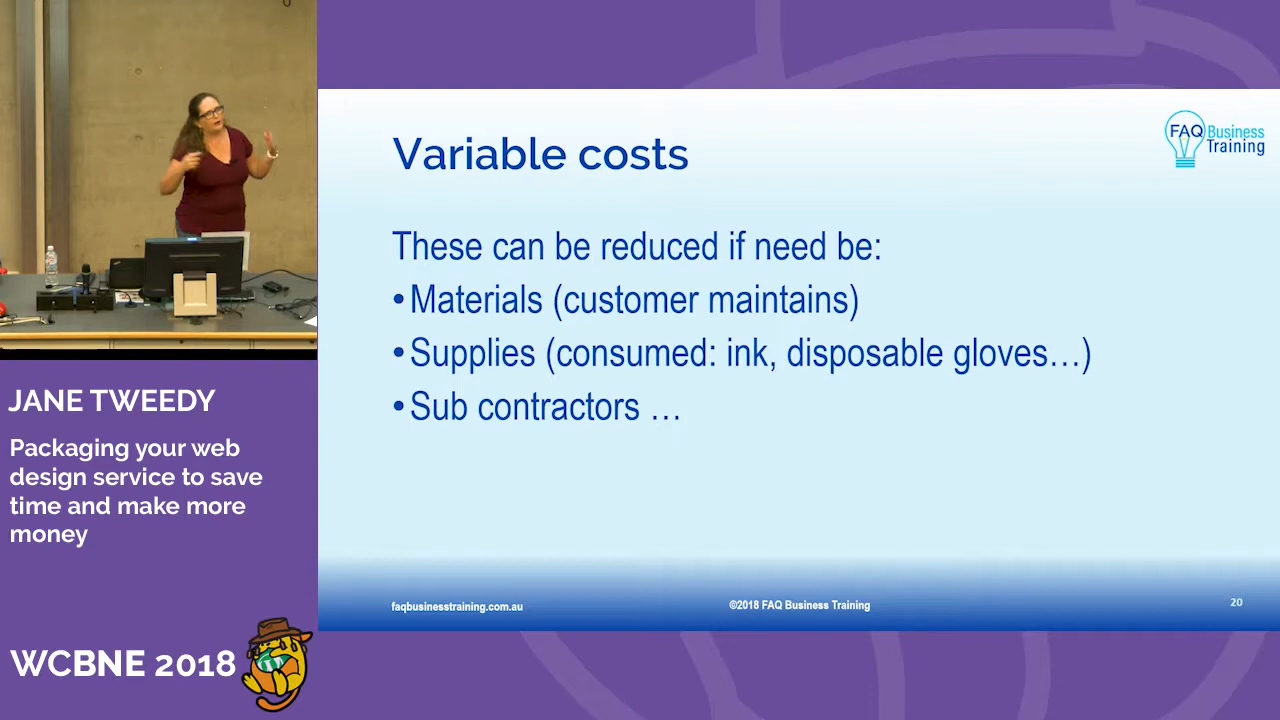 Variable costs
FAQ Business
Training
These can be reduced if need be:
•Materials (customer maintains)
•Supplies (consumed: ink, disposable gloves…)
•Sub contractors …
JANE TWEEDY
Packaging your web
design service to save
time and make more
money
WCBNE 2018
faqbusinesstraining.com.au
©2018 FAQ Business Training
20